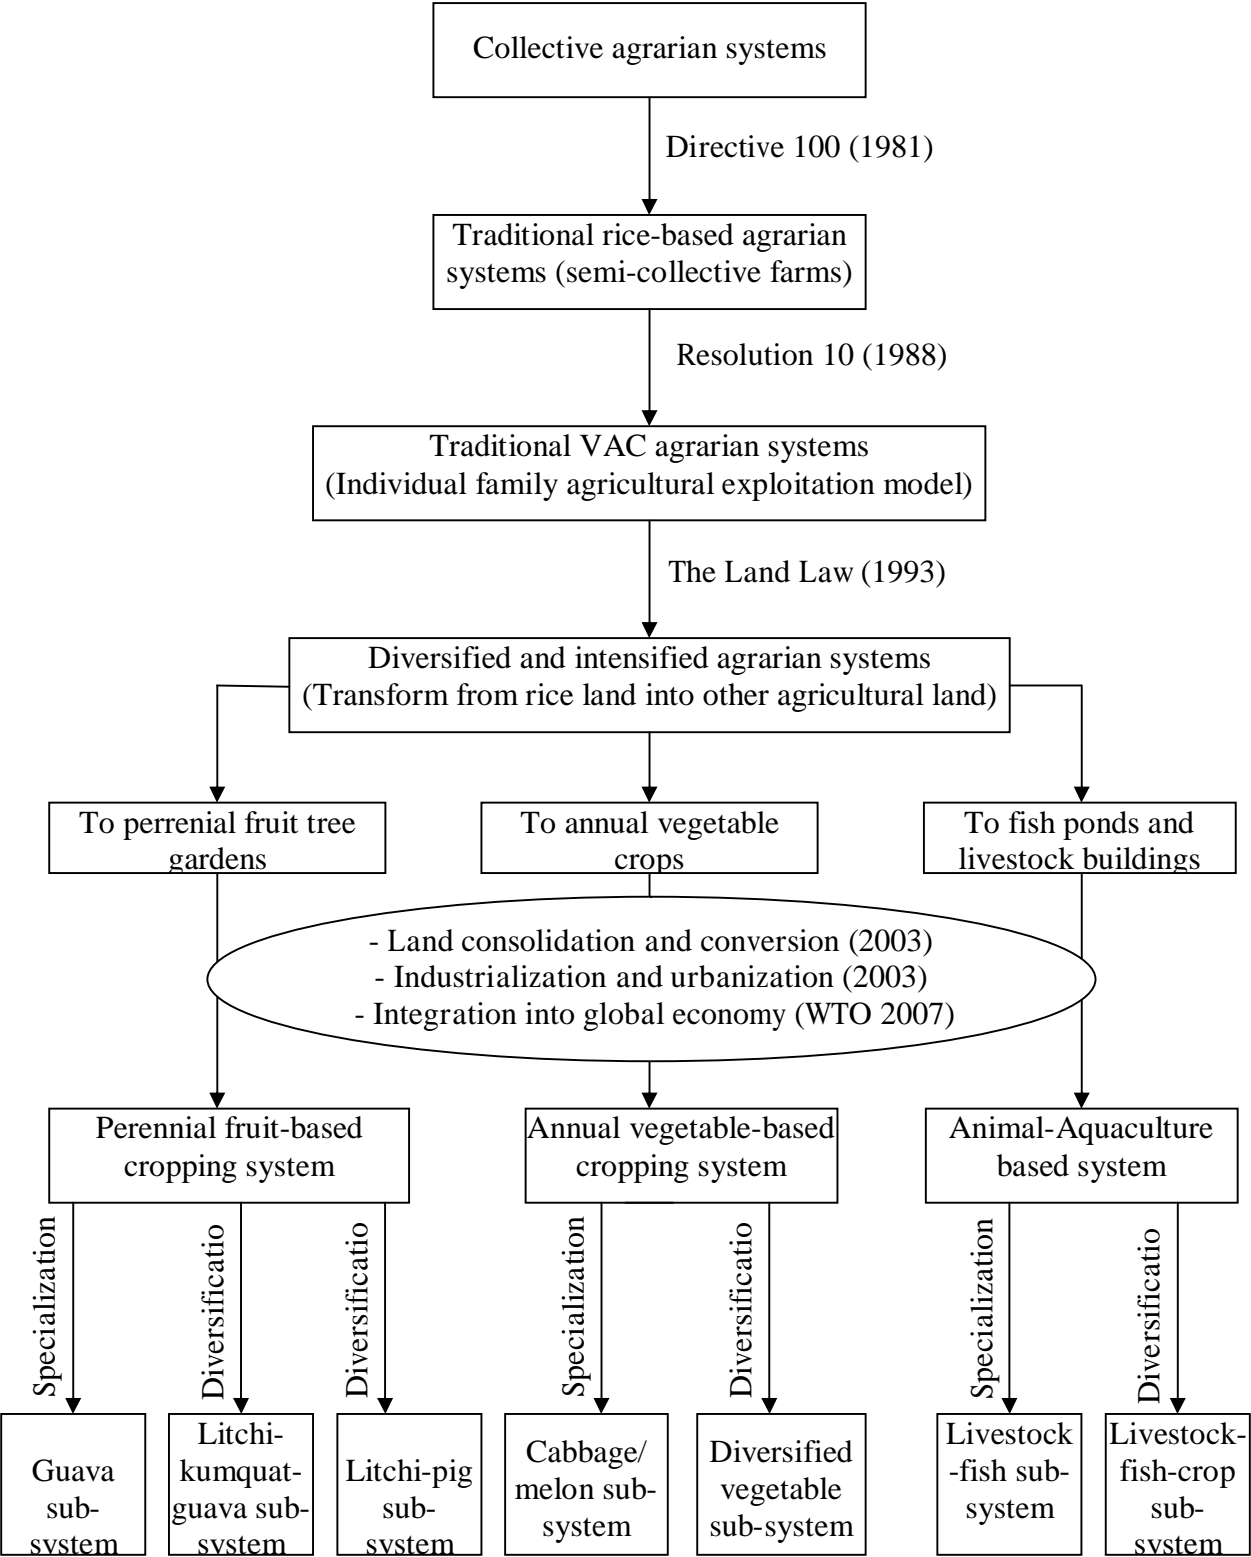 Collective agrarian systems
Directive 100 (1981)
Traditional rice-based agrarian
systems (semi-collective farms)
Resolution 10 (1988)
Traditional VAC agrarian systems
(Individual family agricultural exploitation model)
The Land Law (1993)
Diversified and intensified agrarian systems
(Transform from rice land into other agricultural land)
To perrenial fruit tree
gardens
To annual vegetable
crops
To fish ponds and
livestock buildings
- Land consolidation and conversion (2003)
- Industrialization and urbanization (2003)
- Integration into global economy (WTO 2007)
Perennial fruit-based
cropping system
Annual vegetable-based
cropping system
Animal-Aquaculture
based system
Specialization
Diversificatio
Diversificatio
Specialization
Diversificatio
Specialization
Diversificatio
Guava
sub-
system
Litchi-
kumquat-
guava sub-
system
Litchi-pig
sub-
system
Cabbage/
melon sub-
system
Diversified
vegetable
sub-system
Livestock
-fish sub-
system
Livestock-
fish-crop
sub-
system